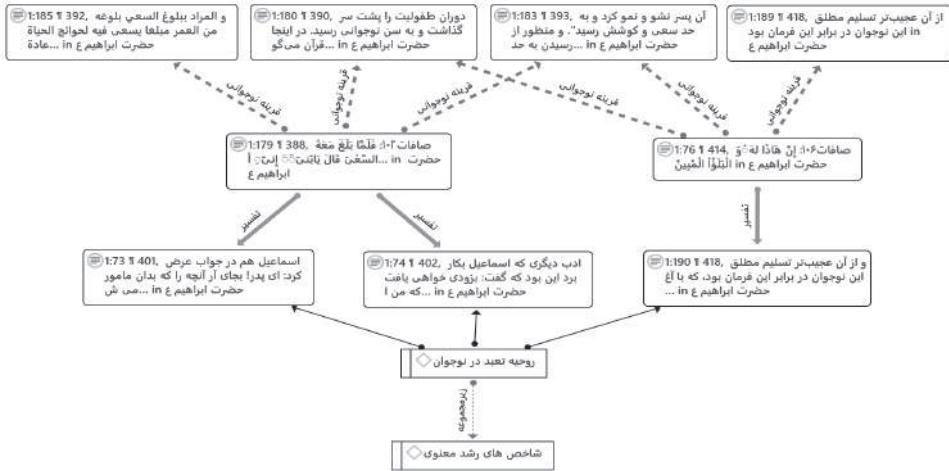 1:185 ¶ 392, و المراد ببلوغ السعي بلوغه
من العمر مبلغا يسعى فيه لحوائج الحياة
عادة... in حضرت ابراهیم ع
1:180 ¶ 390, دوران طفولیت را پشت سر
گذاشت و به سن نوجوانی رسید. در اینجا
قرآن می‌گو... in حضرت ابراهیم ع
1:183 ¶ 393, آن پسر نشو و نمو کرد و به
حد سعی و کوشش رسید". و منظور از
رسیدن به حد... in حضرت ابراهیم ع
1:189 ¶ 418, از آن عجیب‌تر تسلیم مطلق
این نوجوان در برابر این فرمان بود in
حضرت ابراهیم ع
قرینه نوجوانی
قرینه نوجوانی
قرینه نوجوانی
قرینه نوجوانی
قرینه نوجوانی
قرینه نوجوانی
1:179 ¶ 388, صافات۱۰۲: فَلَمَّا بَلَغَ مَعَهُ
السَّعْيَ قَالَ يَابُنَيَّ إِنِّي أَ... in حضرت
ابراهیم ع
1:76 ¶ 414, صافات۱۰۶: إِنَّ هَاذَا لَهُوَ
الْبَلَؤُاْ الْمُبِينُ in حضرت ابراهیم ع
تفسیر
تفسیر
تفسیر
1:73 ¶ 401, اسماعیل هم در جواب عرض
کرد: ای پدر! بجای آر آنچه را که بدان مامور
می ش... in حضرت ابراهیم ع
1:74 ¶ 402, ادب دیگری که اسماعیل بکار
برد این بود که گفت: بزودی خواهی یافت
که من ا... in حضرت ابراهیم ع
1:190 ¶ 418, و از آن عجیب‌تر تسلیم مطلق
این نوجوان در برابر این فرمان بود، که با آغ
... in حضرت ابراهیم ع
روحیه تعبد در نوجوان
زیرمجموعه
شاخص های رشد معنوی